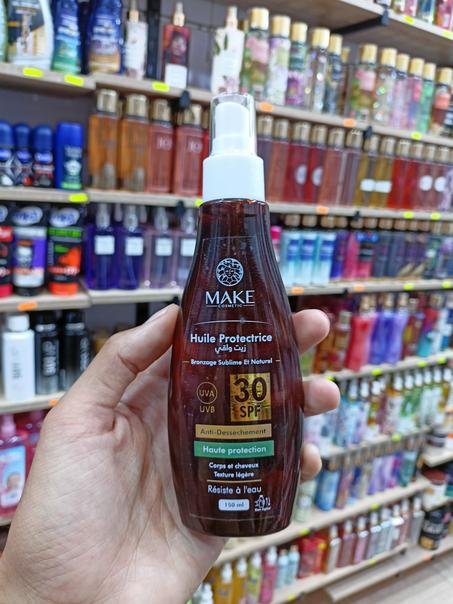 MAKE
COSMETIC
Huile Protectrice
زيت واقي
Bronzage Sublime Et Naturel
UVA
UVB
30
SPF
Anti-Dessèchement
Haute protection
Corps et cheveux
Texture légère
Résiste à l'eau
150 ml